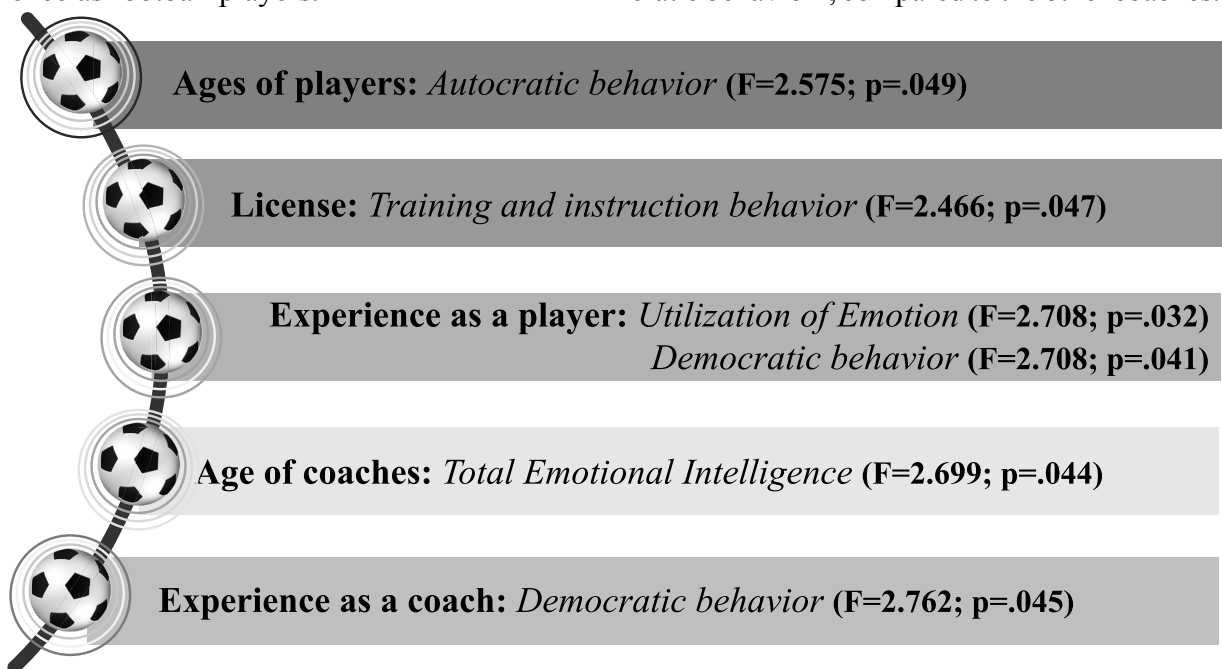 Ages of players: Autocratic behavior (F=2.575; p=.049)
License: Training and instruction behavior (F=2.466; p=.047)
Experience as a player: Utilization of Emotion (F=2.708; p=.032)
Democratic behavior (F=2.708; p=.041)
Age of coaches: Total Emotional Intelligence (F=2.699; p=.044)
Experience as a coach: Democratic behavior (F=2.762; p=.045)